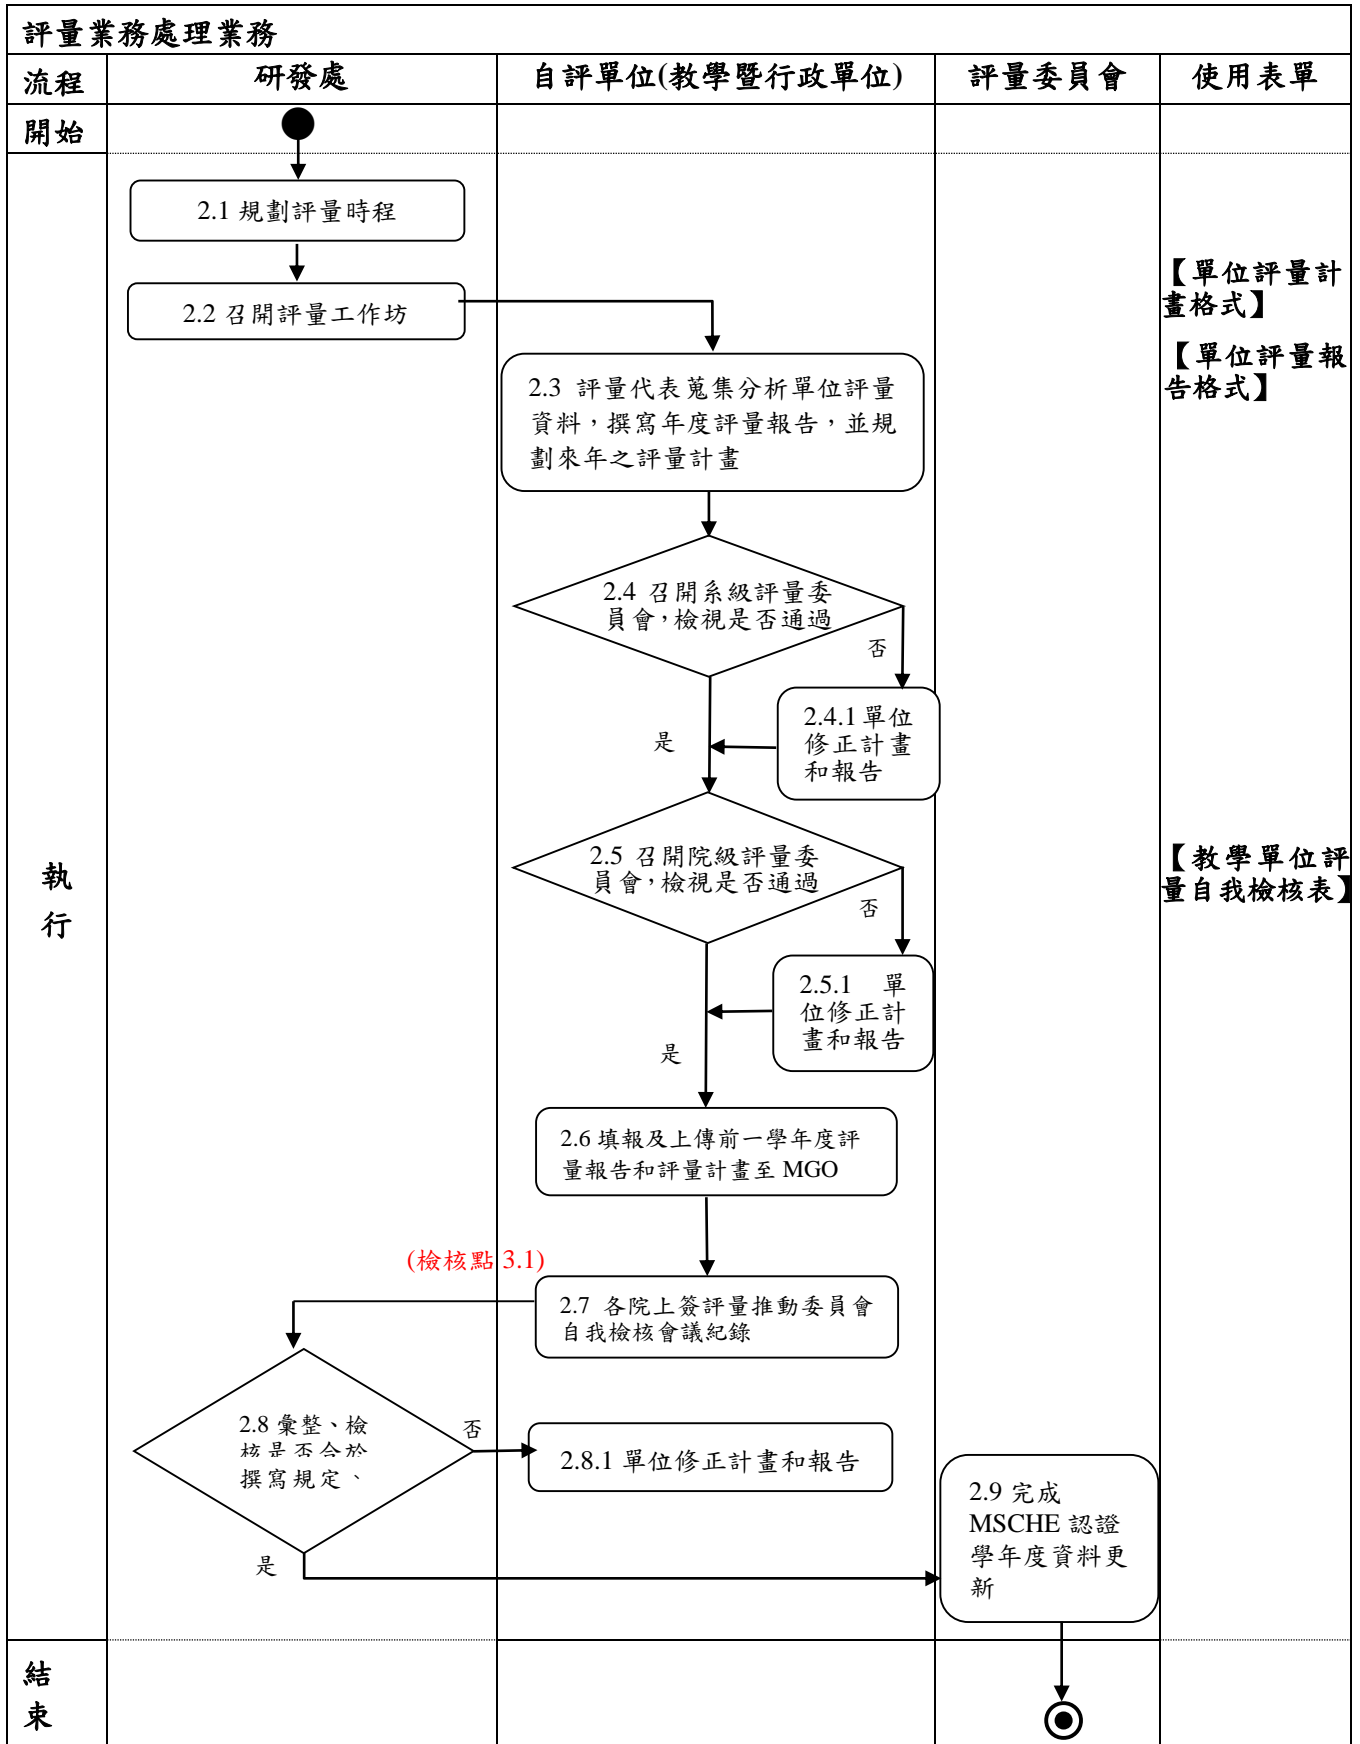 評量業務處理業務
流程
研發處
自評單位(教學暨行政單位)
評量委員會
使用表單
開始
2.1 規劃評量時程
2.2 召開評量工作坊
【單位評量計
畫格式】
【單位評量報
告格式】
2.3 評量代表蒐集分析單位評量
資料，撰寫年度評量報告，並規
劃來年之評量計畫
2.4 召開系級評量委
員會，檢視是否通過
否
2.4.1 單位
修正計畫
和報告
是
執
行
2.5 召開院級評量委
員會，檢視是否通過
否
【教學單位評
量自我檢核表】
2.5.1 單
位修正計
畫和報告
是
2.6 填報及上傳前一學年度評
量報告和評量計畫至 MGO
(檢核點 3.1)
2.7 各院上簽評量推動委員會
自我檢核會議紀錄
2.8 彙整、檢
核是否合於
撰寫規定、
否
2.8.1 單位修正計畫和報告
是
2.9 完成
MSCHE 認證
學年度資料更
新
結
束